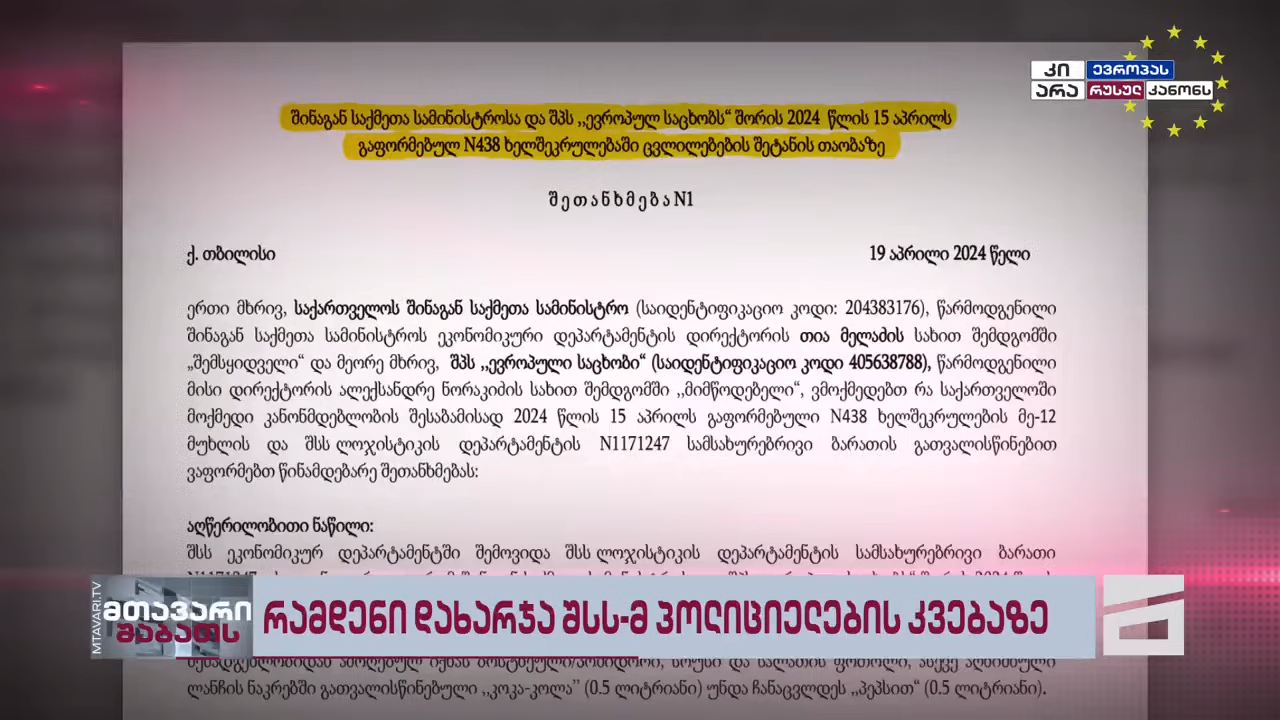 კი ევროპას
არა რუსულ კანონს
შინაგან საქმეთა სამინისტროსა და შპს ,,ევროპულ საცხობს“ შორის 2024 წლის 15 აპრილს
გაფორმებულ N438 ხელშეკრულებაში ცვლილებების შეტანის თაობაზე
შ ე თ ა ნ ხ მ ე ბ ა N1
ქ. თბილისი 19 აპრილი 2024 წელი
ერთი მხრივ, საქართველოს შინაგან საქმეთა სამინისტრო (საიდენტიფიკაციო კოდი: 204383176), წარმოდგენილი
შინაგან საქმეთა სამინისტროს ეკონომიკური დეპარტამენტის დირექტორის თია მელაძის სახით შემდგომში
„შემსყიდველი“ და მეორე მხრივ, შპს ,,ევროპული საცხობი“ (საიდენტიფიკაციო კოდი 405638788), წარმოდგენილი
მისი დირექტორის ალექსანდრე ნორაკიძის სახით შემდგომში ,,მიმწოდებელი“, ვმოქმედებთ რა საქართველოში
მოქმედი კანონმდებლობის შესაბამისად 2024 წლის 15 აპრილს გაფორმებული N438 ხელშეკრულების მე-12
მუხლის და შსს ლოჯისტიკის დეპარტამენტის N1171247 სამსახურებრივი ბარათის გათვალისწინებით
ვაფორმებთ წინამდებარე შეთანხმებას:
აღწერილობითი ნაწილი:
შსს ეკონომიკურ დეპარტამენტში შემოვიდა შსს ლოჯისტიკის დეპარტამენტის სამსახურებრივი ბარათი
MTAVARI.TV
მთავარი
შაბათს
რამდენი დახარჯა შსს-მ პოლიციელების კვებაზე
და სალათის ფოთოლი, ასევე
ლანჩის ნაკრებში გათვალისწინებული ,,კოკა-კოლა” (0.5 ლიტრიანი) უნდა ჩანაცვლდეს ,,პეპსით“ (0.5 ლიტრიანი).